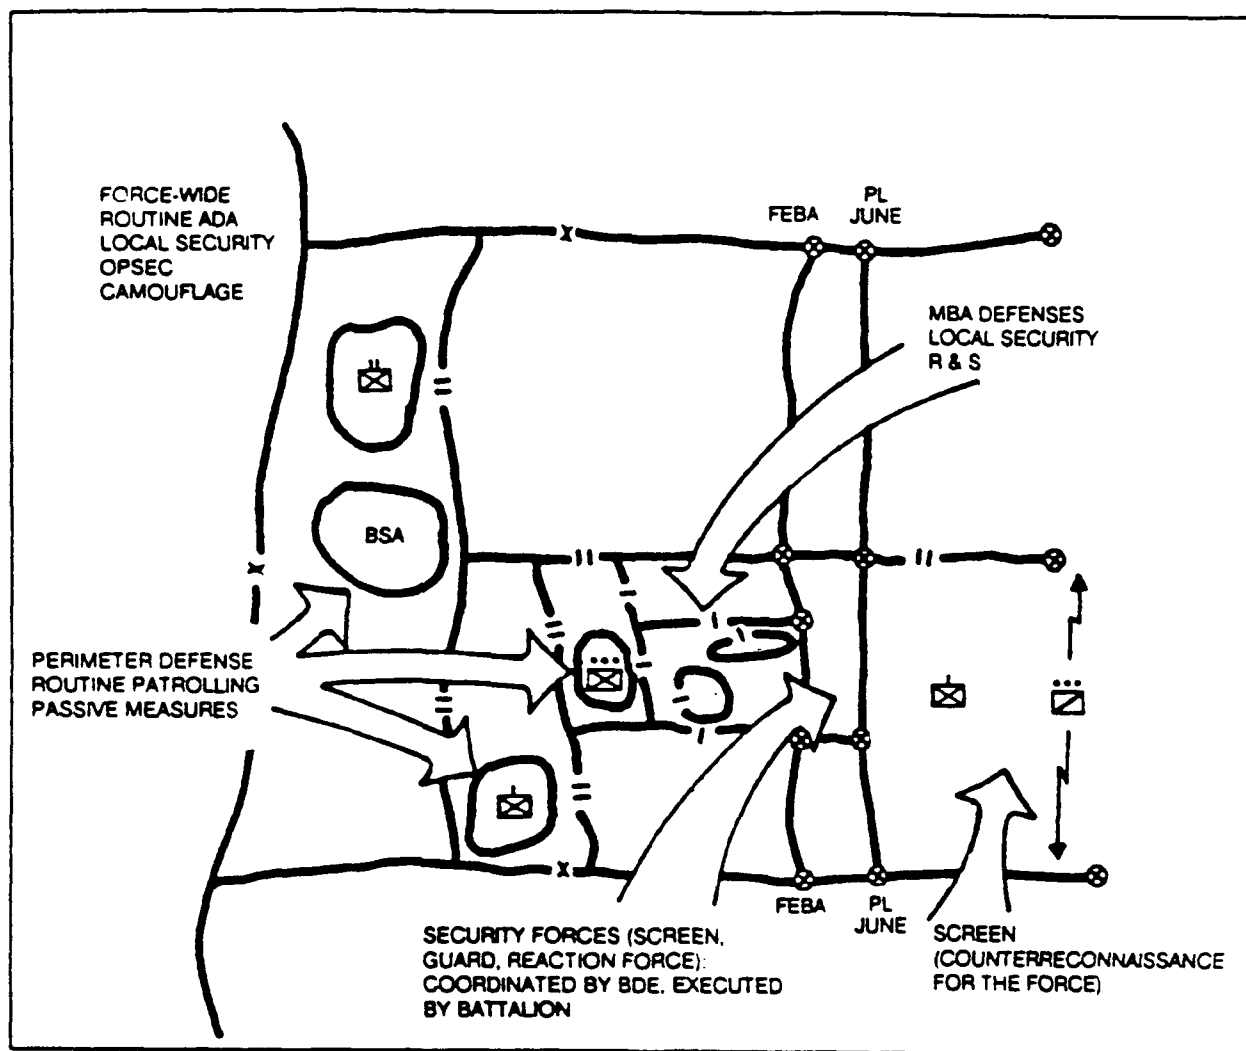 FORCE-WIDE
ROUTINE ADA
LOCAL SECURITY
OPSEC
CAMOUFLAGE
FEBA
PL
JUNE
X
MBA DEFENSES
LOCAL SECURITY
R & S
BSA
X
PERIMETER DEFENSE
ROUTINE PATROLLING
PASSIVE MEASURES
X
FEBA
PL
JUNE
SECURITY FORCES (SCREEN,
GUARD, REACTION FORCE):
COORDINATED BY BDE. EXECUTED
BY BATTALION
SCREEN
(COUNTERRECONNAISSANCE
FOR THE FORCE)